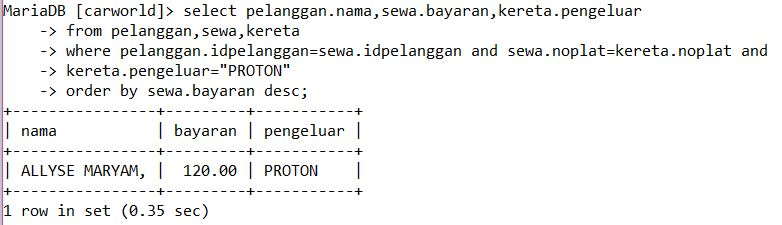 MariaDB [carworld]> select pelanggan.nama,sewa.bayaran,kereta.pengeluar
    -> from pelanggan,sewa,kereta
    -> where pelanggan.idpelanggan=sewa.idpelanggan and sewa.noplat=kereta.noplat and
    -> kereta.pengeluar="PROTON"
    -> order by sewa.bayaran desc;
+----------------+---------+-----------+
| nama           | bayaran | pengeluar |
+----------------+---------+-----------+
| ALLYSE MARYAM, |  120.00 | PROTON    |
+----------------+---------+-----------+
1 row in set (0.35 sec)